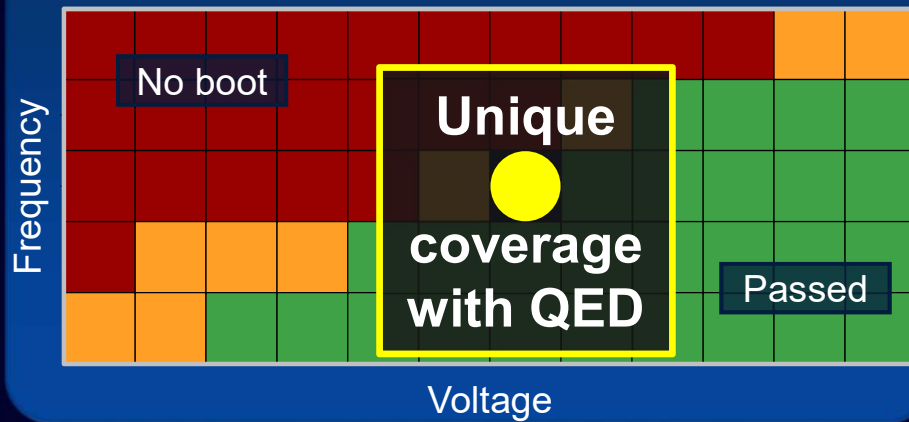 Frequency
No boot
Unique
coverage
with QED
Passed
Voltage